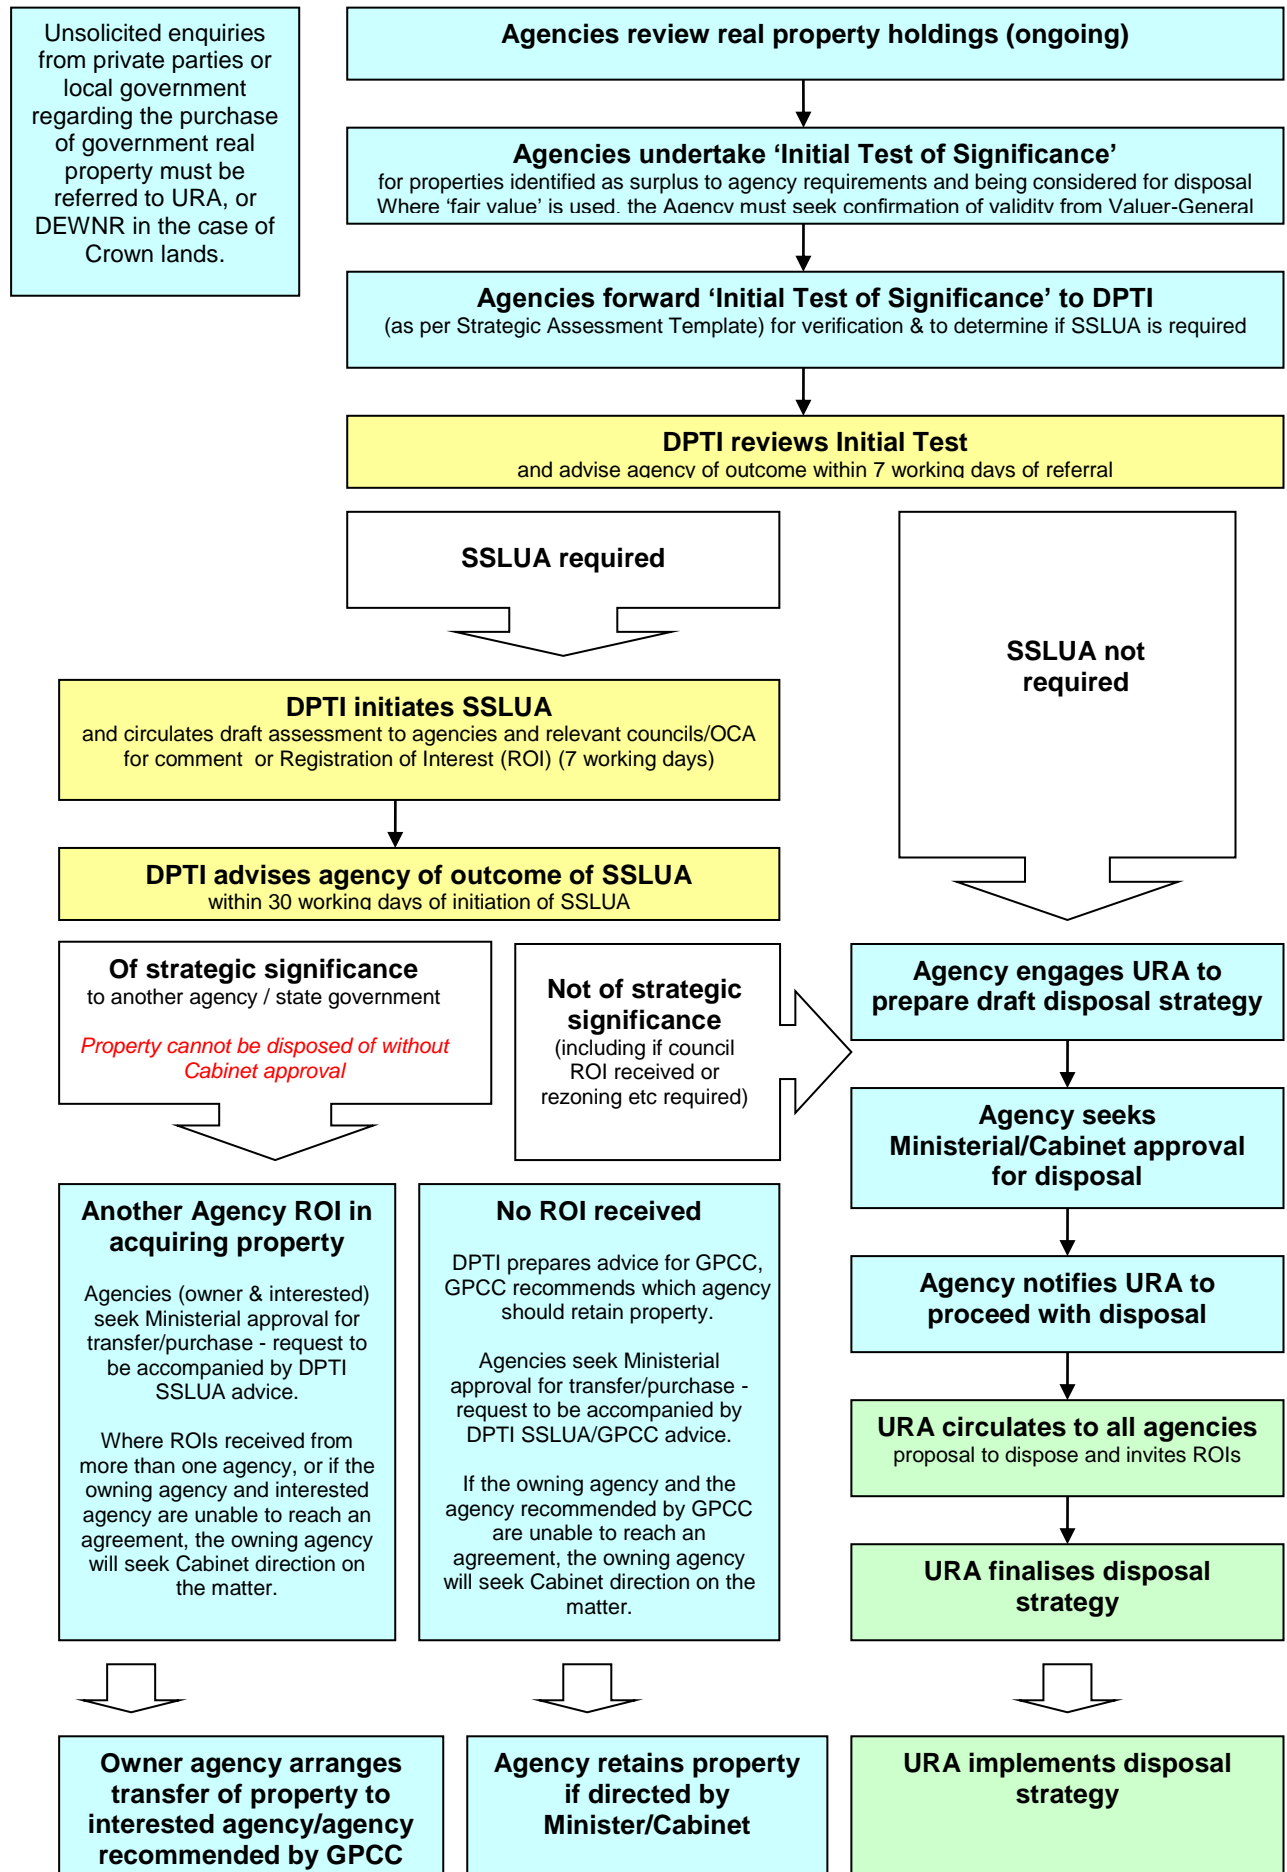 Unsolicited enquiries
from private parties or
local government
regarding the purchase
of government real
property must be
referred to URA, or
DEWNR in the case of
Crown lands.
Agencies review real property holdings (ongoing)
Agencies undertake ‘Initial Test of Significance’
for properties identified as surplus to agency requirements and being considered for disposal
Where ‘fair value’ is used, the Agency must seek confirmation of validity from Valuer-General
Agencies forward ‘Initial Test of Significance’ to DPTI
(as per Strategic Assessment Template) for verification & to determine if SSLUA is required
DPTI reviews Initial Test
and advise agency of outcome within 7 working days of referral
SSLUA required
SSLUA not
required
DPTI initiates SSLUA
and circulates draft assessment to agencies and relevant councils/OCA
for comment or Registration of Interest (ROI) (7 working days)
DPTI advises agency of outcome of SSLUA
within 30 working days of initiation of SSLUA
Of strategic significance
to another agency / state government
Property cannot be disposed of without
Cabinet approval
Not of strategic
significance
(including if council
ROI received or
rezoning etc required)
Agency engages URA to
prepare draft disposal strategy
Agency seeks
Ministerial/Cabinet approval
for disposal
Agency notifies URA to
proceed with disposal
URA circulates to all agencies
proposal to dispose and invites ROIs
URA finalises disposal
strategy
Another Agency ROI in
acquiring property
Agencies (owner & interested)
seek Ministerial approval for
transfer/purchase - request to
be accompanied by DPTI
SSLUA advice.
Where ROIs received from
more than one agency, or if the
owning agency and interested
agency are unable to reach an
agreement, the owning agency
will seek Cabinet direction on
the matter.
No ROI received
DPTI prepares advice for GPCC,
GPCC recommends which agency
should retain property.
Agencies seek Ministerial
approval for transfer/purchase -
request to be accompanied by
DPTI SSLUA/GPCC advice.
If the owning agency and the
agency recommended by GPCC
are unable to reach an
agreement, the owning agency
will seek Cabinet direction on the
matter.
Owner agency arranges
transfer of property to
interested agency/agency
recommended by GPCC
Agency retains property
if directed by
Minister/Cabinet
URA implements disposal
strategy